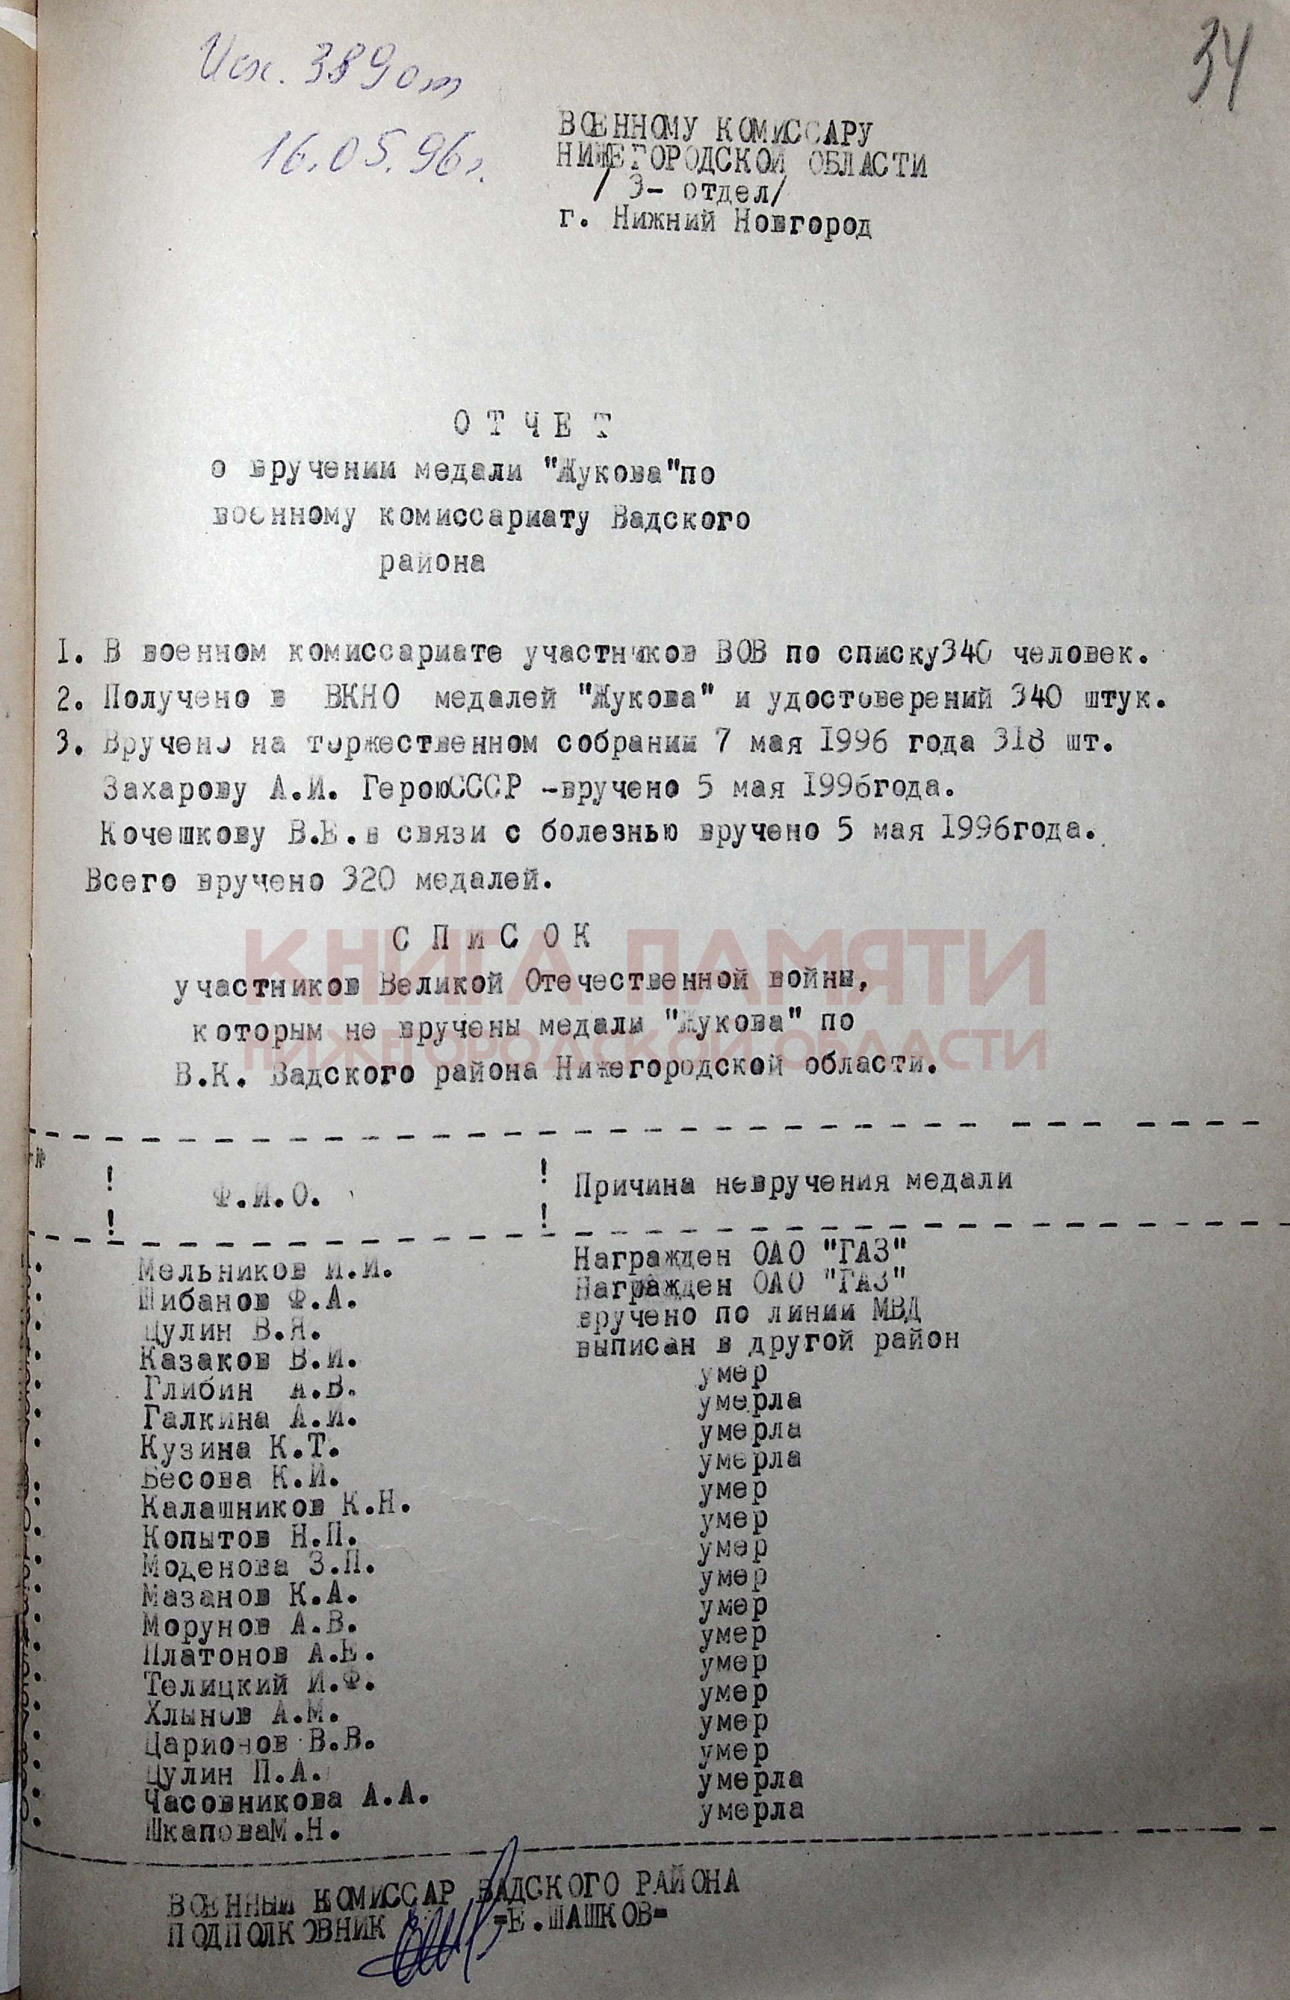 Исх. 389 от
34
16.05.96г.
ВОЕННОМУ КОМИССАРУ
НИЖЕГОРОДСКОЙ ОБЛАСТИ
/ 3- отдел/
г. Нижний Новгород
О Т Ч Е Т
о вручении медали "Жукова"по
военному комиссариату Вадского
района
1. В военном комиссариате участников ВОВ по списку340 человек.
2. Получено в ВКНО медалей "Жукова" и удостоверений 340 штук.
3. Вручено на торжественном собрании 7 мая 1996 года 318 шт.
Захарову А.И. ГероюСССР -вручено 5 мая 1996года.
Кочешкову В.Е.в связи с болезнью вручено 5 мая 1996года.
Всего вручено 320 медалей.
С П И С О К
КНИГА ПАМЯТИ
участников Великой Отечественной войны,
которым не вручены медалы "Жукова" по
НИЖЕГОРОДСКОЙ ОБЛАСТИ
В.К. Вадского района Нижегородской области.
№ ! Ф.И.О. ! Причина невручения медали
! !
Мельников И.И. Награжден ОАО "ГАЗ"
Шибанов Ф.А. Награжден ОАО "ГАЗ"
Цулин В.Я. вручено по линии МВД
Казаков В.И. выписан в другой район
Глибин А.В. умер
Галкина А.И. умерла
Кузина К.Т. умерла
Бесова К.И. умерла
Калашников К.Н. умер
Копытов Н.П. умер
Моденова З.П. умер
Мазанов К.А. умер
Морунов А.В. умер
Платонов А.Е. умер
Телицкий И.Ф. умер
Хлынов А.М. умер
Царионов В.В. умер
Цулин П.А. умер
Часовникова А.А. умерла
ШкаповаМ.Н. умерла
ВОЕННЫЙ КОМИССАР ВАДСКОГО РАЙОНА
ПОДПОЛКОВНИК =Е.ШАШКОВ=